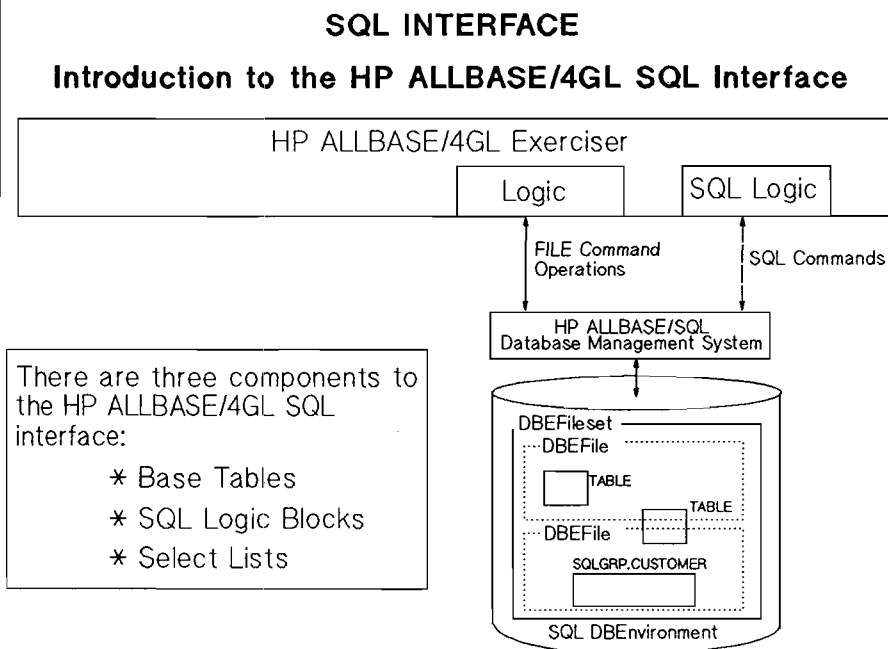 SQL INTERFACE
Introduction to the HP ALLBASE/4GL SQL Interface
HP ALLBASE/4GL Exerciser
Logic
SQL Logic
FILE Command
Operations
SQL Commands
HP ALLBASE/SQL
Database Management System
There are three components to
the HP ALLBASE/4GL SQL
interface:
* Base Tables
* SQL Logic Blocks
* Select Lists
DBEFileset
DBEFile
TABLE
TABLE
DBEFile
SQLGRP.CUSTOMER
SQL DBEnvironment